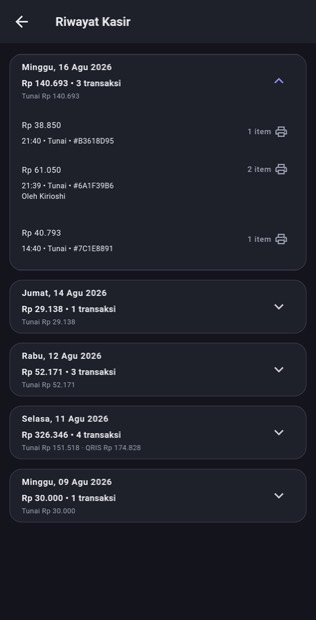 Riwayat Kasir
Minggu, 16 Agu 2026
Rp 140.693 • 3 transaksi
Tunai Rp 140.693
Rp 38.850
1 item
21:40 • Tunai • #B3618D95
Rp 61.050
2 item
21:39 • Tunai • #6A1F39B6
Oleh Kirioshi
Rp 40.793
1 item
14:40 • Tunai • #7C1E8891
Jumat, 14 Agu 2026
Rp 29.138 • 1 transaksi
Tunai Rp 29.138
Rabu, 12 Agu 2026
Rp 52.171 • 3 transaksi
Tunai Rp 52.171
Selasa, 11 Agu 2026
Rp 326.346 • 4 transaksi
Tunai Rp 151.518 · QRIS Rp 174.828
Minggu, 09 Agu 2026
Rp 30.000 • 1 transaksi
Tunai Rp 30.000